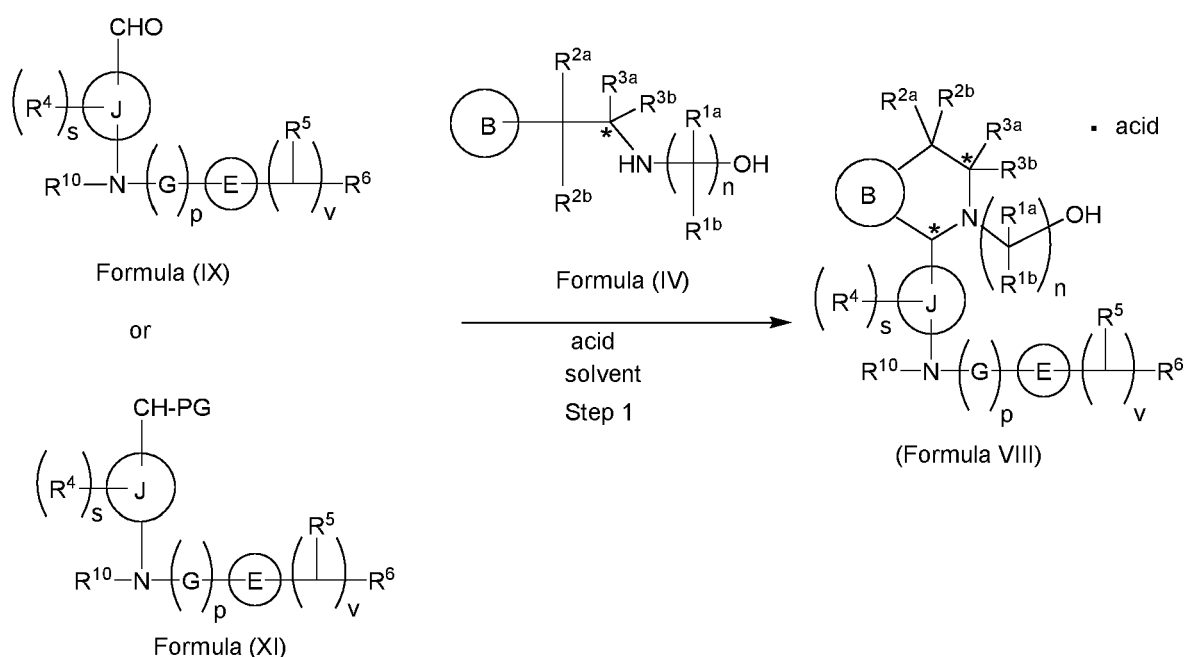 CHO
(R⁴)s J
R¹⁰–N–(G)p–E–(R⁵)v–R⁶
Formula (IX)
or
CH-PG
(R⁴)s J
R¹⁰–N–(G)p–E–(R⁵)v–R⁶
Formula (XI)
R²ᵃ R³ᵃ
B R³ᵇ R¹ᵃ
* HN–( )n–OH
R²ᵇ R¹ᵇ
Formula (IV)
acid
solvent
Step 1
R²ᵃ R²ᵇ · acid
R³ᵃ
* R³ᵇ
B N R¹ᵃ OH
* ( )n
R¹ᵇ
(R⁴)s J
R¹⁰–N–(G)p–E–(R⁵)v–R⁶
(Formula VIII)